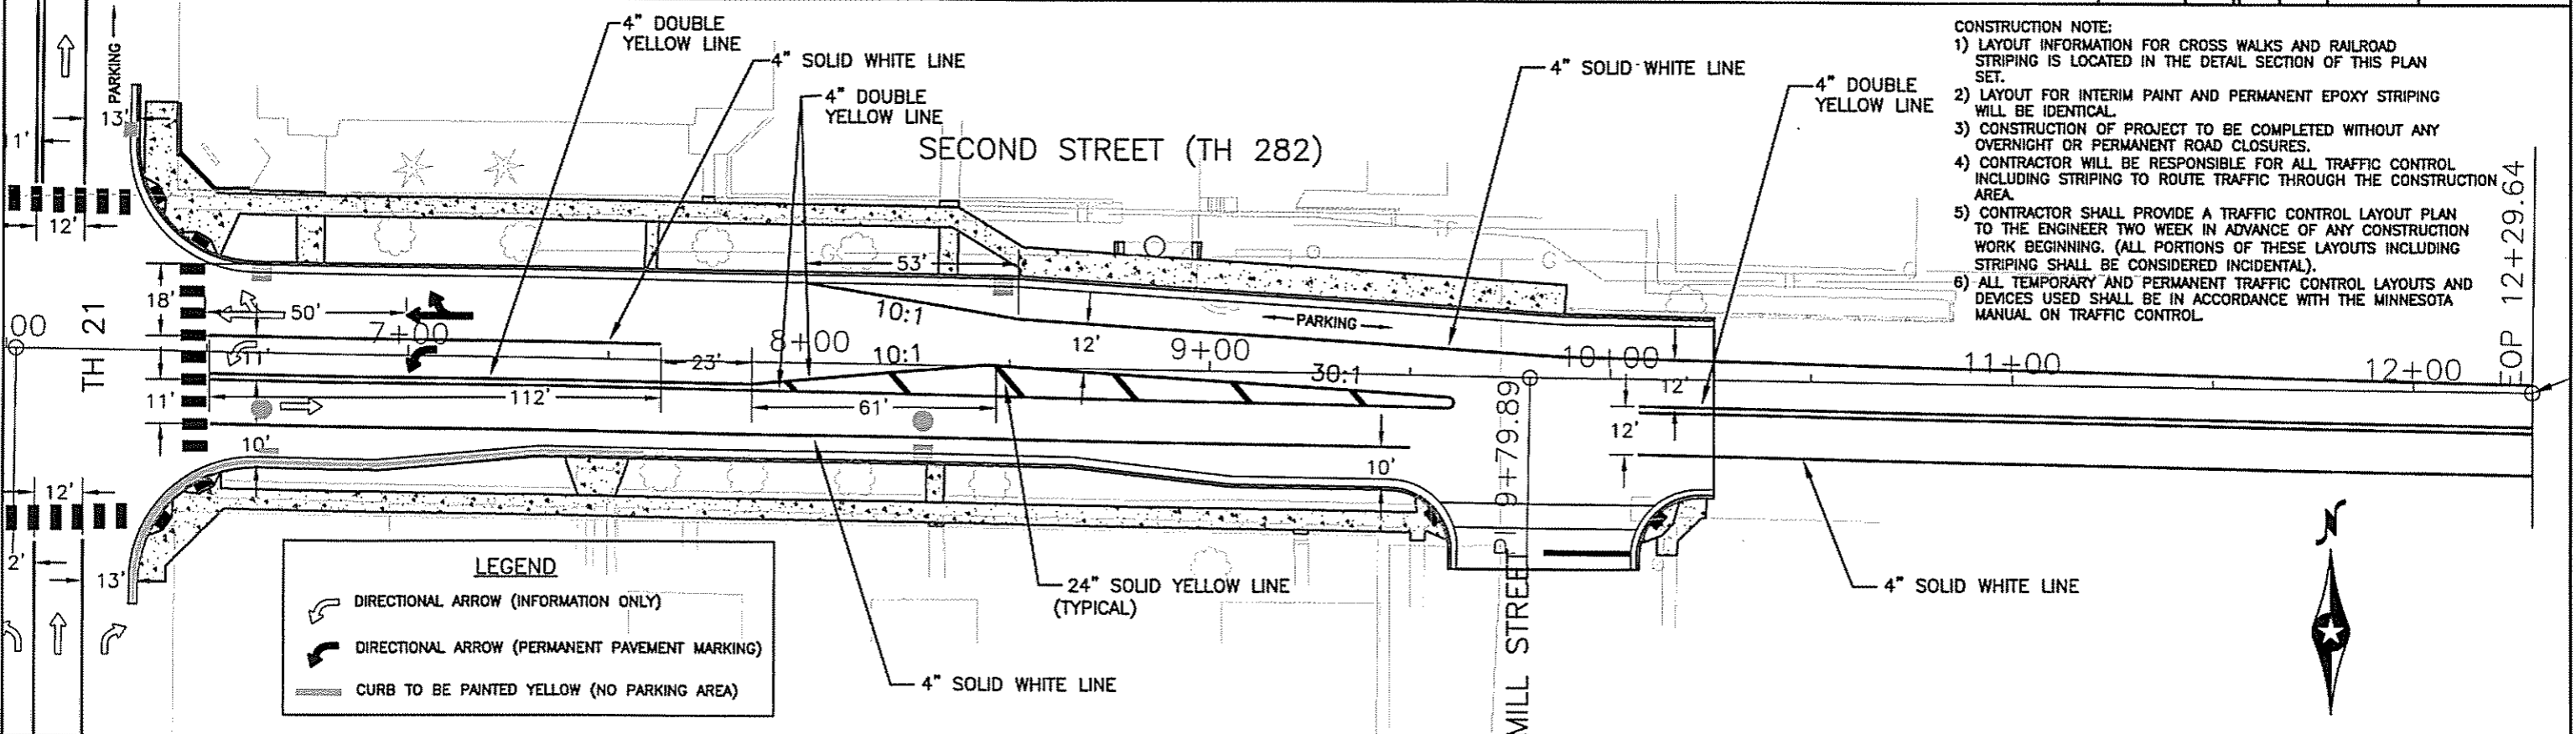 4" DOUBLE
YELLOW LINE
4" SOLID WHITE LINE
4" DOUBLE
YELLOW LINE
SECOND STREET (TH 282)
4" SOLID WHITE LINE
4" DOUBLE
YELLOW LINE
CONSTRUCTION NOTE:
1) LAYOUT INFORMATION FOR CROSS WALKS AND RAILROAD
STRIPING IS LOCATED IN THE DETAIL SECTION OF THIS PLAN
SET.
2) LAYOUT FOR INTERIM PAINT AND PERMANENT EPOXY STRIPING
WILL BE IDENTICAL.
3) CONSTRUCTION OF PROJECT TO BE COMPLETED WITHOUT ANY
OVERNIGHT OR PERMANENT ROAD CLOSURES.
4) CONTRACTOR WILL BE RESPONSIBLE FOR ALL TRAFFIC CONTROL
INCLUDING STRIPING TO ROUTE TRAFFIC THROUGH THE CONSTRUCTION
AREA.
5) CONTRACTOR SHALL PROVIDE A TRAFFIC CONTROL LAYOUT PLAN
TO THE ENGINEER TWO WEEK IN ADVANCE OF ANY CONSTRUCTION
WORK BEGINNING. (ALL PORTIONS OF THESE LAYOUTS INCLUDING
STRIPING SHALL BE CONSIDERED INCIDENTAL).
6) ALL TEMPORARY AND PERMANENT TRAFFIC CONTROL LAYOUTS AND
DEVICES USED SHALL BE IN ACCORDANCE WITH THE MINNESOTA
MANUAL ON TRAFFIC CONTROL.
PARKING
13'
1'
12'
53'
18'
50'
10:1
PARKING
EOP 12+29.64
00
TH 21
7+00
11'
23'
8+00
10:1
12'
9+00
30:1
10+00
12'
11+00
12+00
11'
112'
61'
12'
10'
10'
PI 9+79.89
MILL STREET
12'
2'
13'
24" SOLID YELLOW LINE
(TYPICAL)
4" SOLID WHITE LINE
4" SOLID WHITE LINE
N
LEGEND
DIRECTIONAL ARROW (INFORMATION ONLY)
DIRECTIONAL ARROW (PERMANENT PAVEMENT MARKING)
CURB TO BE PAINTED YELLOW (NO PARKING AREA)